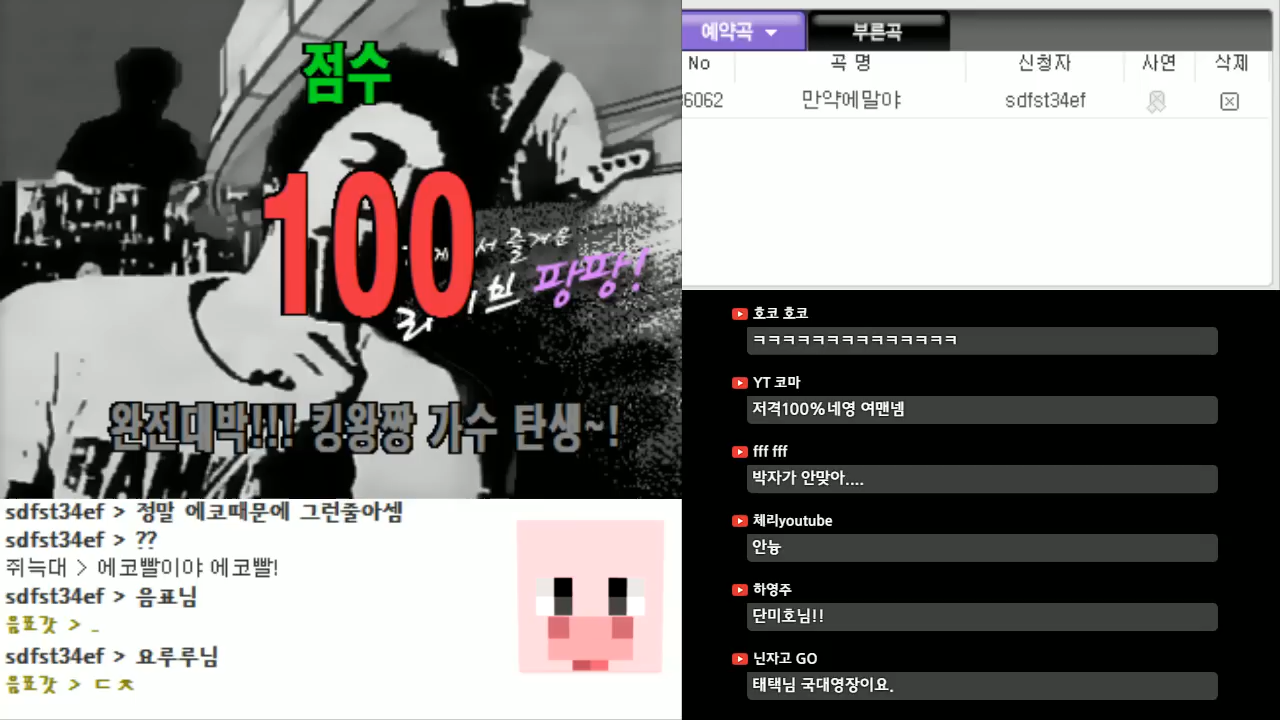 점수
100
게 서 즐거운
라이브 팡팡!
완전대박!!! 킹왕짱 가수 탄생~!
sdfst34ef > 정말 에코때문에 그런줄아셈
sdfst34ef > ??
쥐늑대 > 에코빨이야 에코빨!
sdfst34ef > 음표님
음표갓 > _
sdfst34ef > 요루루님
음표갓 > ㄷㅊ
예약곡 부른곡
No 곡 명 신청자 사연 삭제
6062 만약에말야 sdfst34ef
호코 호코
ㅋㅋㅋㅋㅋㅋㅋㅋㅋㅋㅋㅋㅋㅋ
YT 코마
저격100%네영 여맨넴
fff fff
박자가 안맞아....
체리youtube
안뇽
하영주
단미호님!!
닌자고 GO
태택님 국대영장이요.